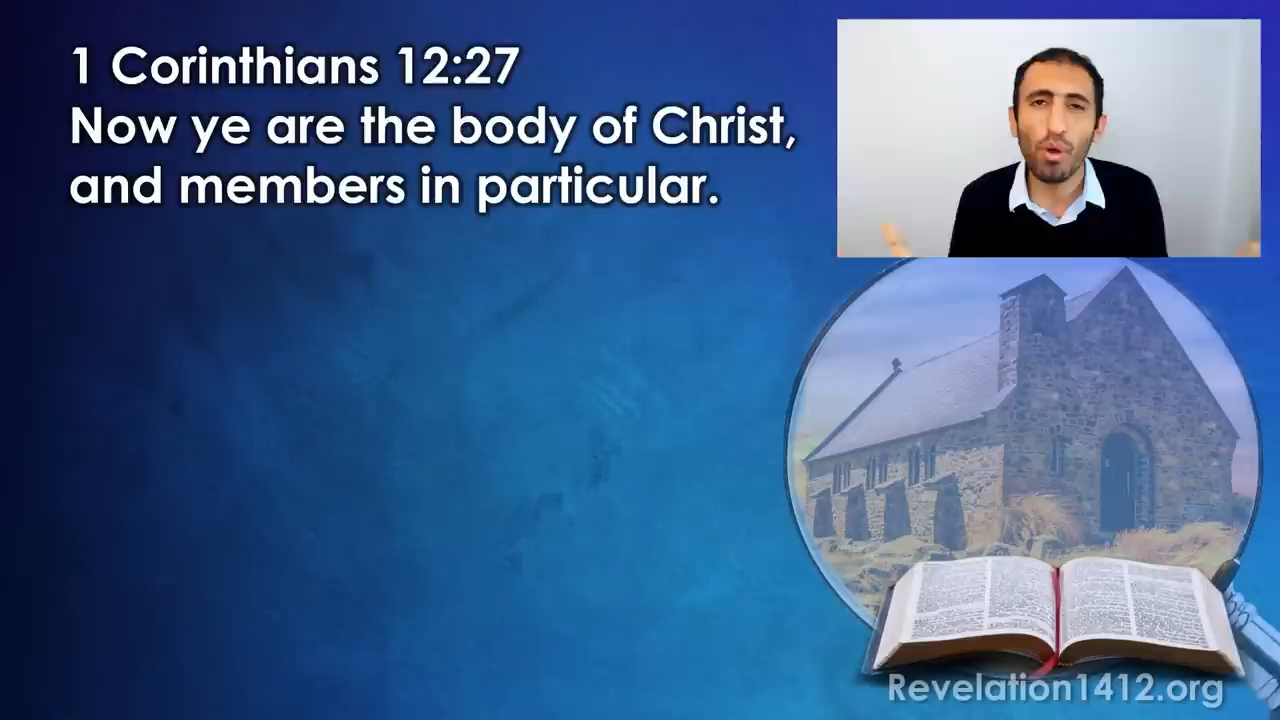 1 Corinthians 12:27
Now ye are the body of Christ,
and members in particular.
Revelation1412.org